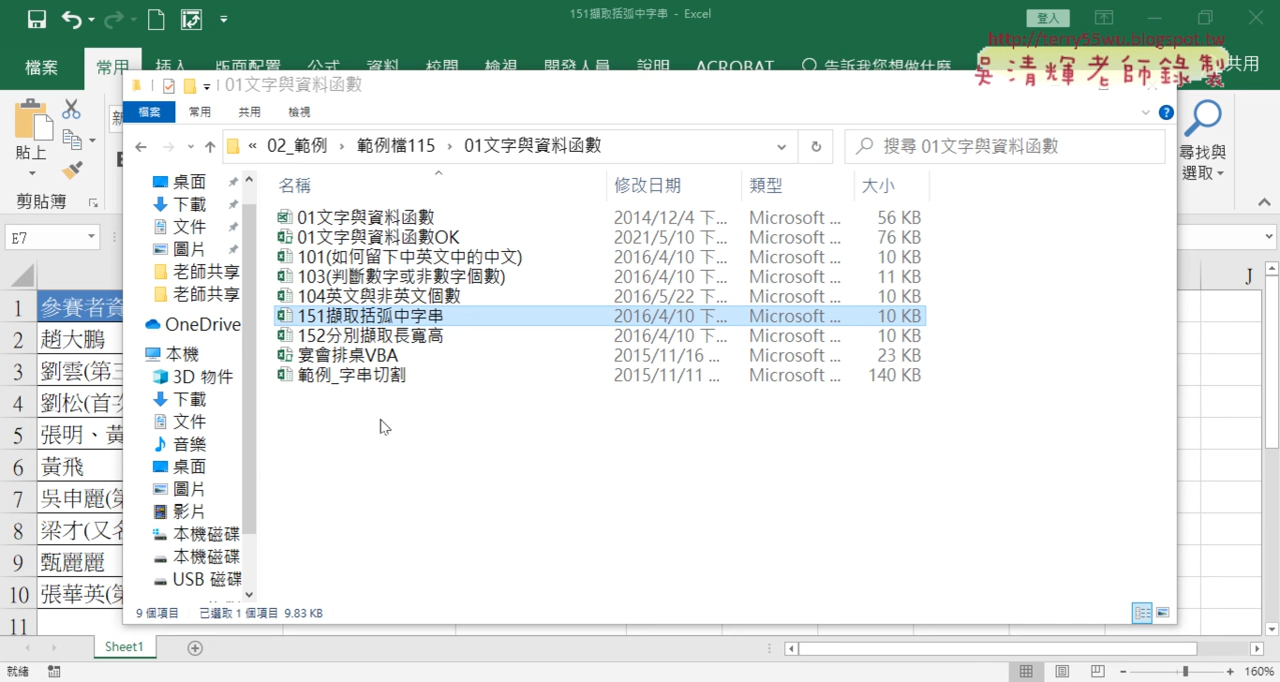 151擷取括弧中字串 - Excel
登入
http://terry55wu.blogspot.tw
吳清輝老師錄製
檔案 常用 插入 版面配置 公式 資料 校閱 檢視 開發人員 說明 ACROBAT 告訴我您想做什麼 共用
01文字與資料函數
檔案 常用 共用 檢視
貼上
剪貼簿
尋找與
選取
« 02_範例 › 範例檔115 › 01文字與資料函數
搜尋 01文字與資料函數
E7
名稱 修改日期 類型 大小
桌面
下載
文件
圖片
老師共享
老師共享
OneDrive
本機
3D 物件
下載
文件
音樂
桌面
圖片
影片
本機磁碟
本機磁碟
USB 磁碟
01文字與資料函數 2014/12/4 下... Microsoft ... 56 KB
01文字與資料函數OK 2021/5/10 下... Microsoft ... 76 KB
101(如何留下中英文中的中文) 2016/4/10 下... Microsoft ... 10 KB
103(判斷數字或非數字個數) 2016/4/10 下... Microsoft ... 11 KB
104英文與非英文個數 2016/5/22 下... Microsoft ... 10 KB
151擷取括弧中字串 2016/4/10 下... Microsoft ... 10 KB
152分別擷取長寬高 2016/4/10 下... Microsoft ... 10 KB
宴會排桌VBA 2015/11/16 ... Microsoft ... 23 KB
範例_字串切割 2015/11/11 ... Microsoft ... 140 KB
9 個項目 已選取 1 個項目 9.83 KB
J
1 參賽者資
2 趙大鵬
3 劉雲(第三
4 劉松(首次
5 張明、黃
6 黃飛
7 吳申麗(第
8 梁才(又名
9 甄麗麗
10 張華英(第
11
Sheet1
就緒
160%